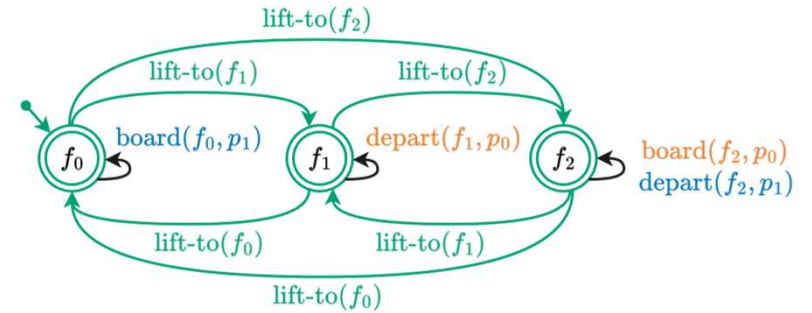 lift-to(f₂)
lift-to(f₁) lift-to(f₂)
f₀ board(f₀, p₁) f₁ depart(f₁, p₀) f₂ board(f₂, p₀)
depart(f₂, p₁)
lift-to(f₀) lift-to(f₁)
lift-to(f₀)